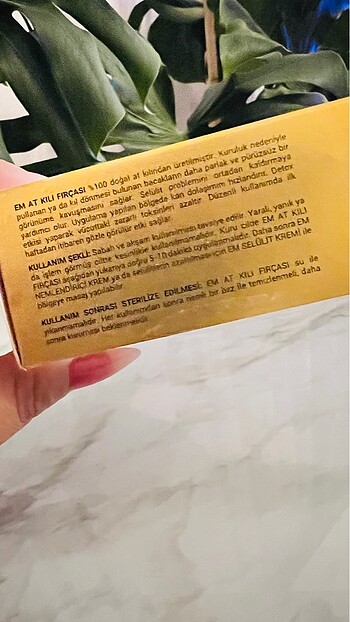 EM AT KILI FIRÇASI %100 doğal at kılından üretilmiştir. Kuruluk nedeniyle
pullanan ya da kıl dönmesi bulunan bacakların daha parlak ve pürüzsüz bir
görünüme kavuşmasını sağlar. Selülit problemini ortadan kaldırmaya
yardımcı olur. Uygulama yapılan bölgede kan dolaşımını hızlandırır. Detox
etkisi yaparak vücuttaki zararlı toksinleri azaltır. Düzenli kullanımda ilk
haftadan itibaren gözle görülür etki sağlar.
KULLANIM ŞEKLİ: Sabah ve akşam kullanılması tavsiye edilir. Yaralı, yanık ya
da işlem görmüş ciltte kesinlikle kullanılmamalıdır. Kuru cilde EM AT KILI
FIRÇASI aşağıdan yukarıya doğru 5-10 dakika uygulanmalıdır. Daha sonra EM
NEMLENDİRİCİ KREM ya da selülitlerin azaltılması için EM SELÜLİT KREMİ ile
bölgeye masaj yapılabilir.
KULLANIM SONRASI STERİLİZE EDİLMESİ: EM AT KILI FIRÇASI su ile
yıkanmamalıdır. Her kullanımdan sonra nemli bir bez ile temizlenmeli, daha
sonra kuruması beklenmelidir.